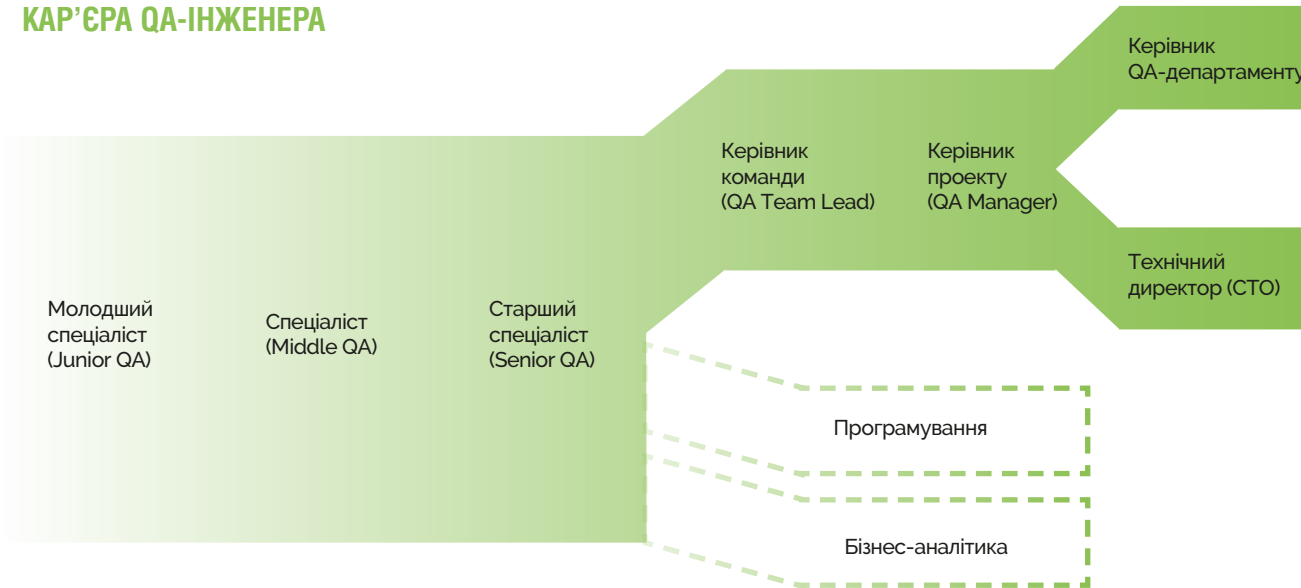 КАР’ЄРА QA-ІНЖЕНЕРА
Молодший
спеціаліст
(Junior QA)
Спеціаліст
(Middle QA)
Старший
спеціаліст
(Senior QA)
Керівник
команди
(QA Team Lead)
Керівник
проекту
(QA Manager)
Керівник
QA-департаменту
Технічний
директор (CTO)
Програмування
Бізнес-аналітика